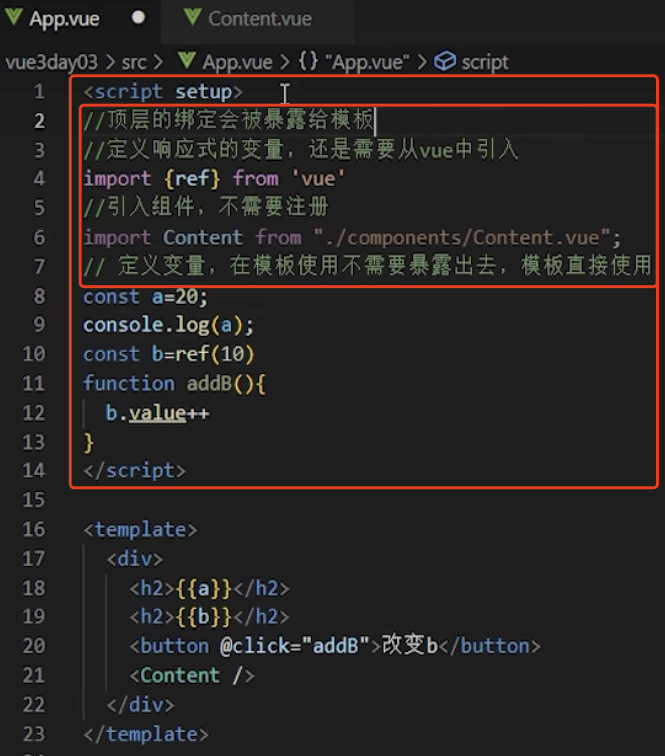 App.vue
Content.vue
vue3day03 > src > App.vue > {} "App.vue" > script
1 <script setup>
2 //顶层的绑定会被暴露给模板
3 //定义响应式的变量，还是需要从vue中引入
4 import {ref} from 'vue'
5 //引入组件，不需要注册
6 import Content from "./components/Content.vue";
7 // 定义变量，在模板使用不需要暴露出去，模板直接使用
8 const a=20;
9 console.log(a);
10 const b=ref(10)
11 function addB(){
12 b.value++
13 }
14 </script>
15
16 <template>
17 <div>
18 <h2>{{a}}</h2>
19 <h2>{{b}}</h2>
20 <button @click="addB">改变b</button>
21 <Content />
22 </div>
23 </template>